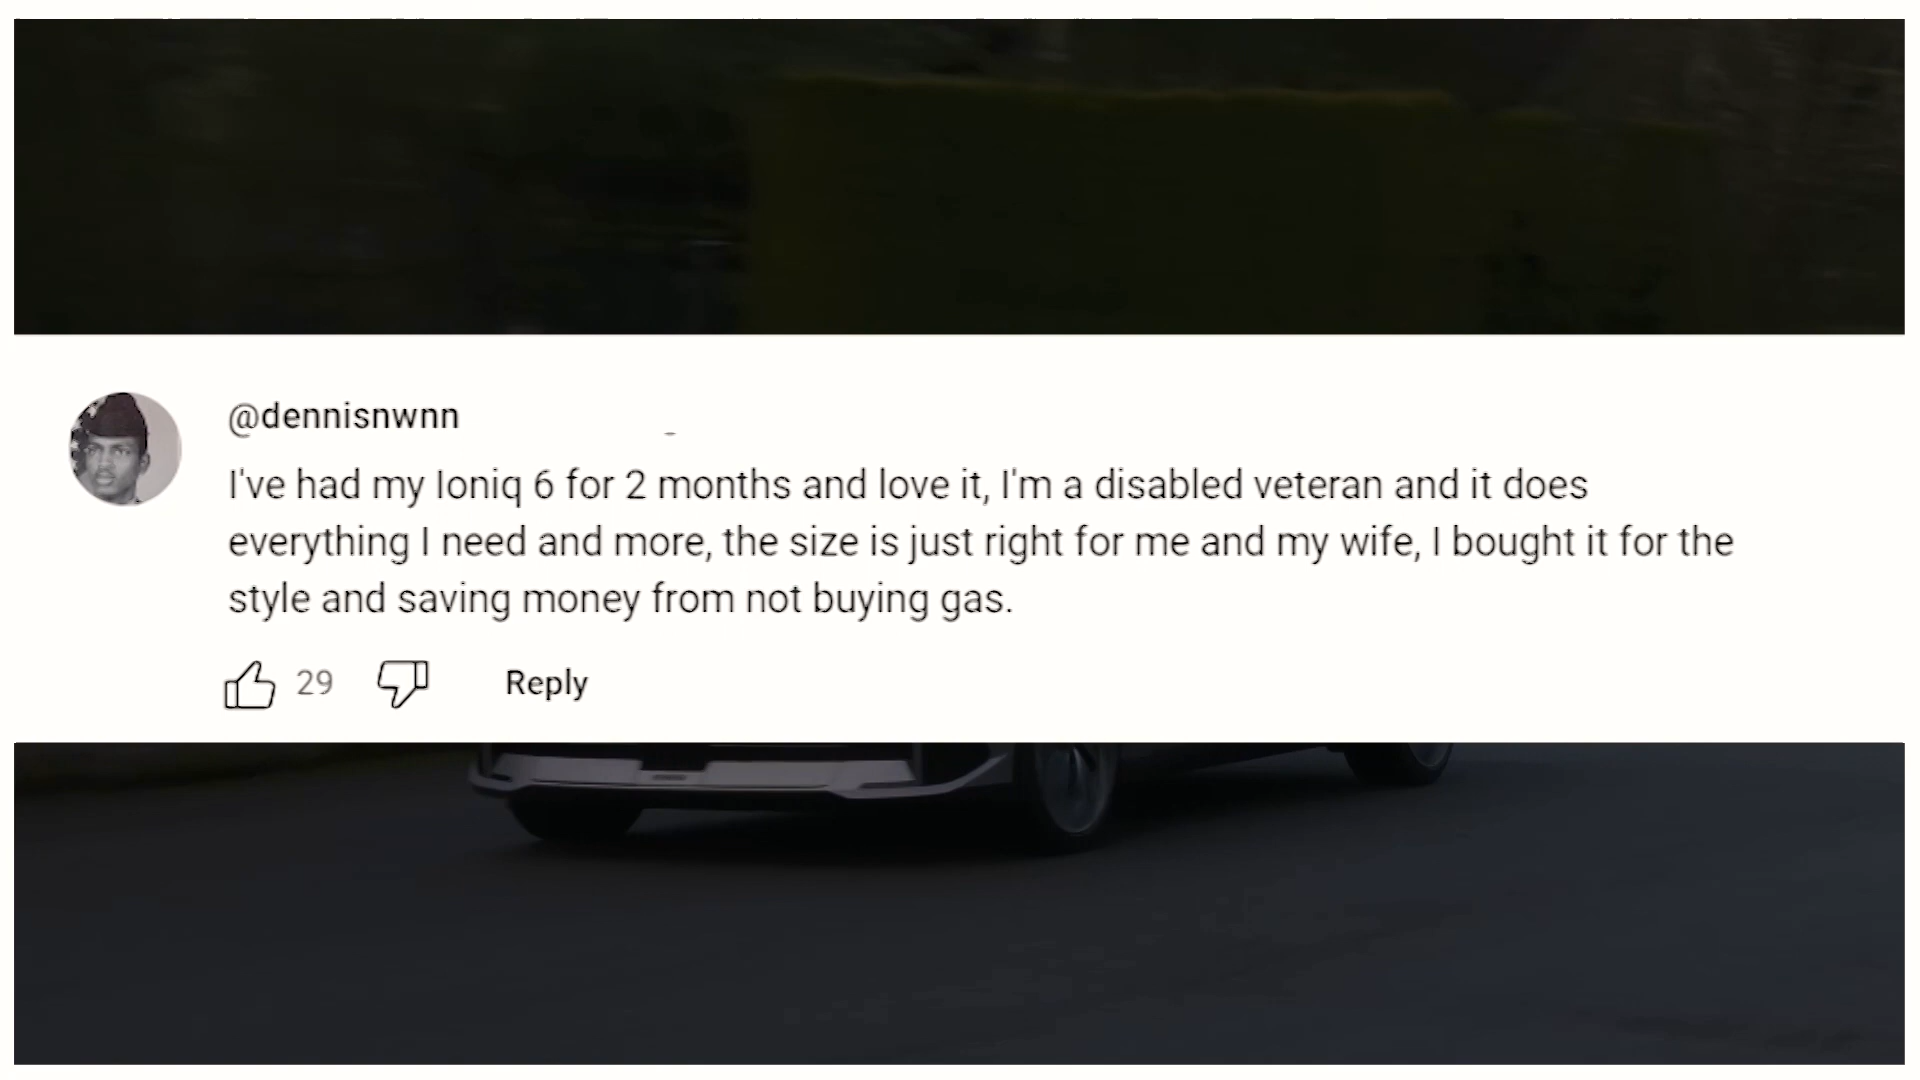 @dennisnwnn
I've had my Ioniq 6 for 2 months and love it, I'm a disabled veteran and it does
everything I need and more, the size is just right for me and my wife, I bought it for the
style and saving money from not buying gas.
29
Reply